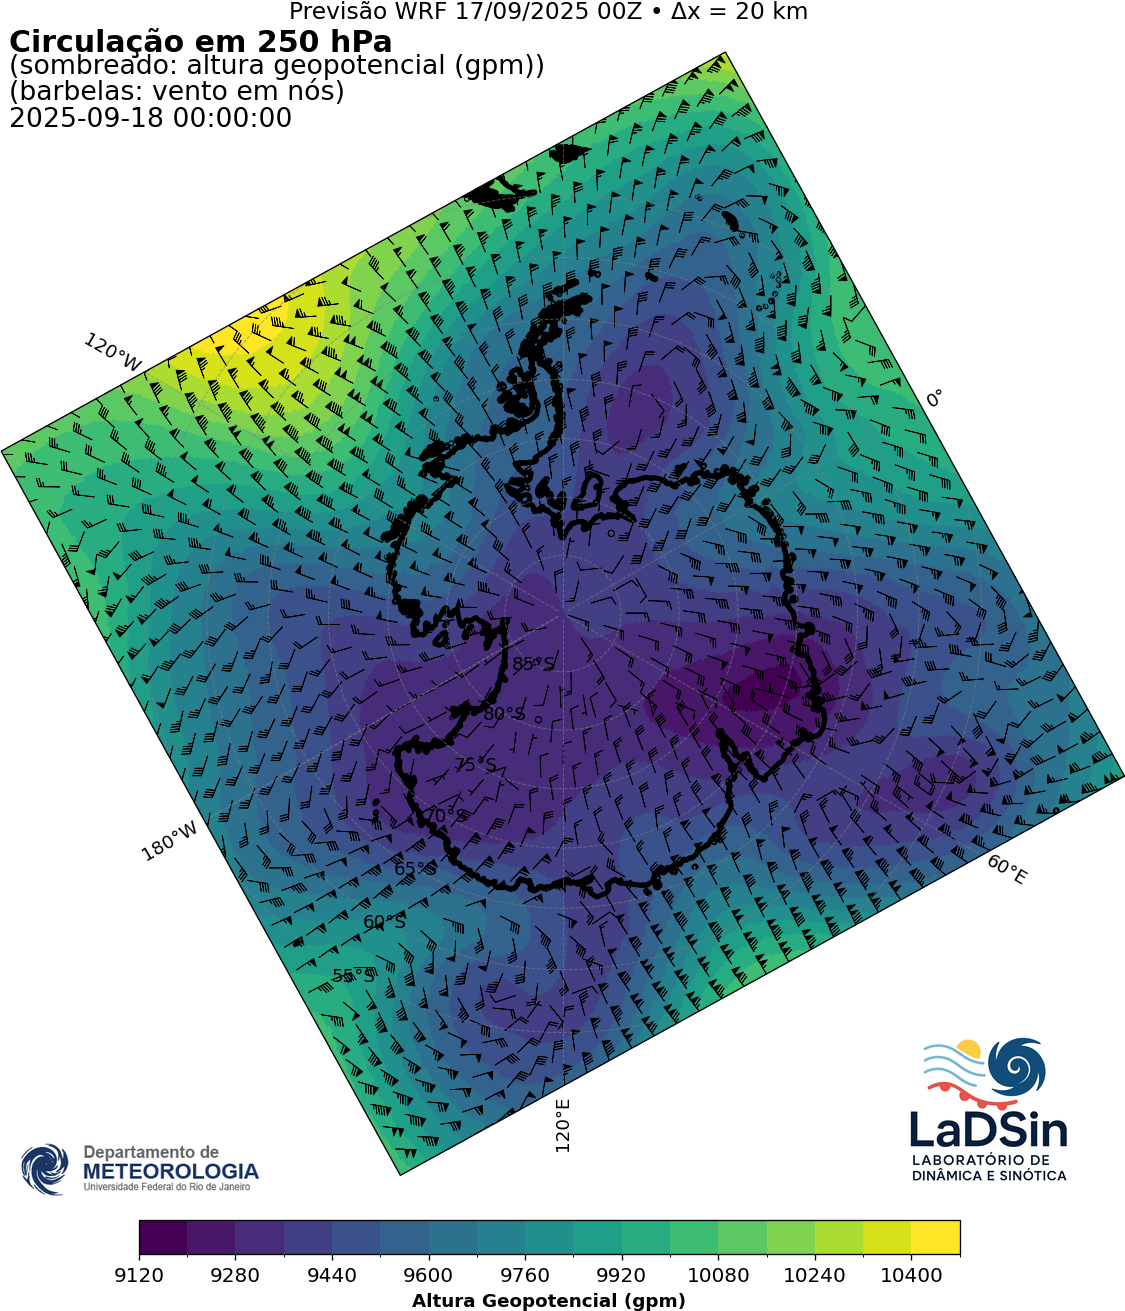 Previsão WRF 17/09/2025 00Z • Δx = 20 km
Circulação em 250 hPa
(sombreado: altura geopotencial (gpm))
(barbelas: vento em nós)
2025-09-18 00:00:00
120°W
0°
85°S
80°S
75°S
70°S
65°S
60°S
55°S
180°W
60°E
120°E
LaDSin
LABORATÓRIO DE
DINÂMICA E SINÓTICA
Departamento de
METEOROLOGIA
Universidade Federal do Rio de Janeiro
9120 9280 9440 9600 9760 9920 10080 10240 10400
Altura Geopotencial (gpm)